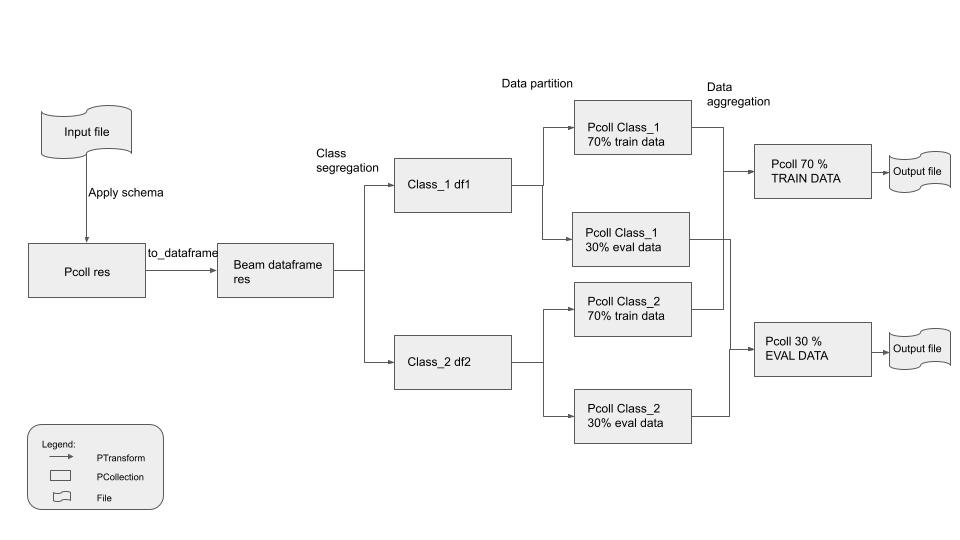 Input file
Apply schema
Pcoll res
to_dataframe
Beam dataframe
res
Class
segregation
Class_1 df1
Class_2 df2
Data partition
Pcoll Class_1
70% train data
Pcoll Class_1
30% eval data
Pcoll Class_2
70% train data
Pcoll Class_2
30% eval data
Data
aggregation
Pcoll 70 %
TRAIN DATA
Output file
Pcoll 30 %
EVAL DATA
Output file
Legend:
PTransform
PCollection
File